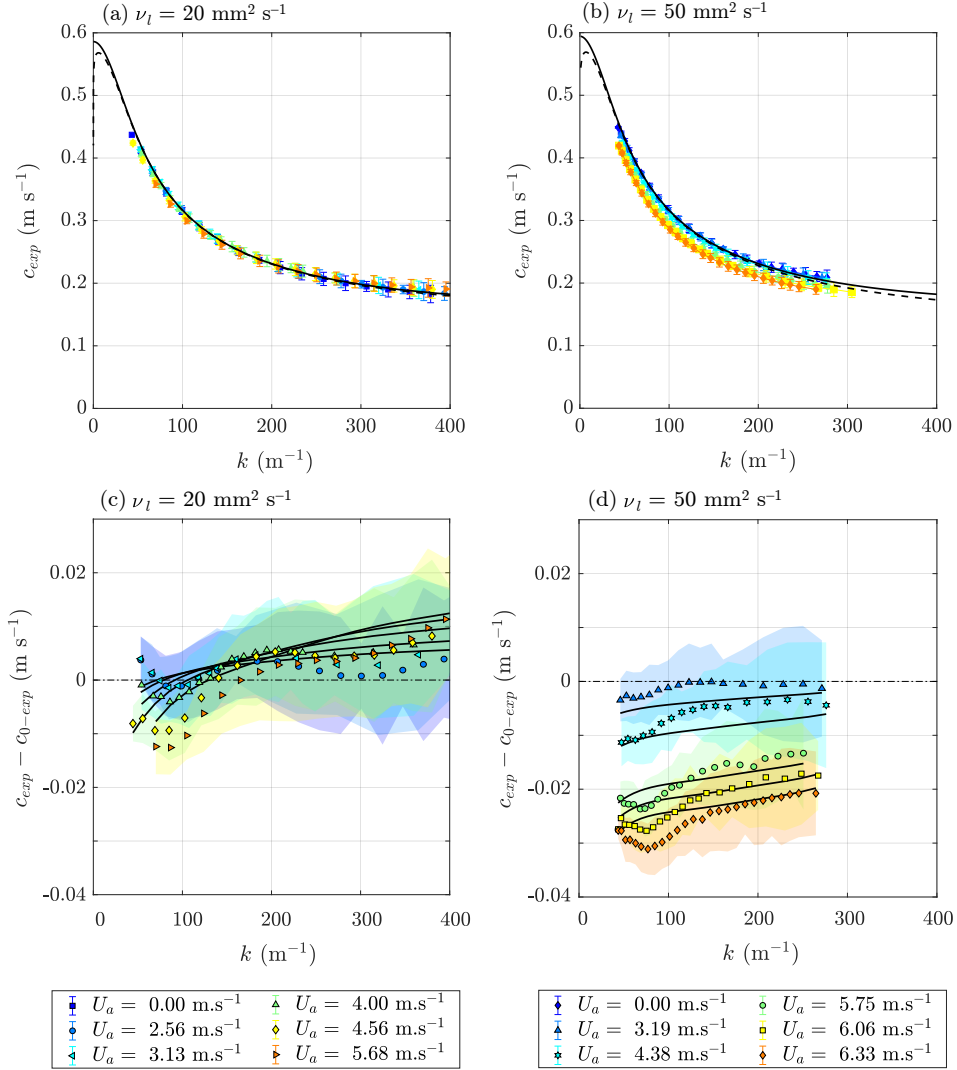 (a) ν_l = 20 mm² s⁻¹
(b) ν_l = 50 mm² s⁻¹
0.6
0.5
0.4
0.3
0.2
0.1
0
c_exp (m s⁻¹)
0 100 200 300 400
k (m⁻¹)
0.6
0.5
0.4
0.3
0.2
0.1
0
c_exp (m s⁻¹)
0 100 200 300 400
k (m⁻¹)
(c) ν_l = 20 mm² s⁻¹
(d) ν_l = 50 mm² s⁻¹
0.02
0
-0.02
-0.04
c_exp − c_0−exp (m s⁻¹)
0 100 200 300 400
k (m⁻¹)
0.02
0
-0.02
-0.04
c_exp − c_0−exp (m s⁻¹)
0 100 200 300 400
k (m⁻¹)
U_a = 0.00 m.s⁻¹
U_a = 2.56 m.s⁻¹
U_a = 3.13 m.s⁻¹
U_a = 4.00 m.s⁻¹
U_a = 4.56 m.s⁻¹
U_a = 5.68 m.s⁻¹
U_a = 0.00 m.s⁻¹
U_a = 3.19 m.s⁻¹
U_a = 4.38 m.s⁻¹
U_a = 5.75 m.s⁻¹
U_a = 6.06 m.s⁻¹
U_a = 6.33 m.s⁻¹